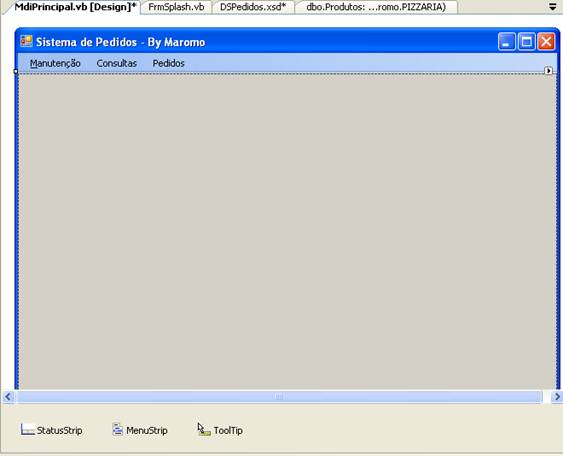 MdiPrincipal.vb [Design]* FrmSplash.vb DSPedidos.xsd* dbo.Produtos: ...romo.PIZZARIA)
Sistema de Pedidos - By Maromo
Manutenção Consultas Pedidos
StatusStrip MenuStrip ToolTip